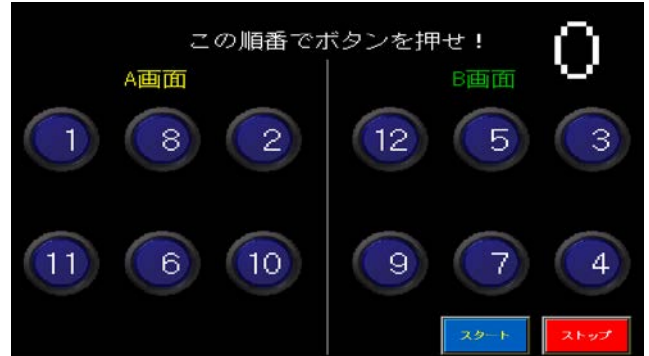 この順番でボタンを押せ！ 0
A画面 B画面
1 8 2 12 5 3
11 6 10 9 7 4
スタート ストップ